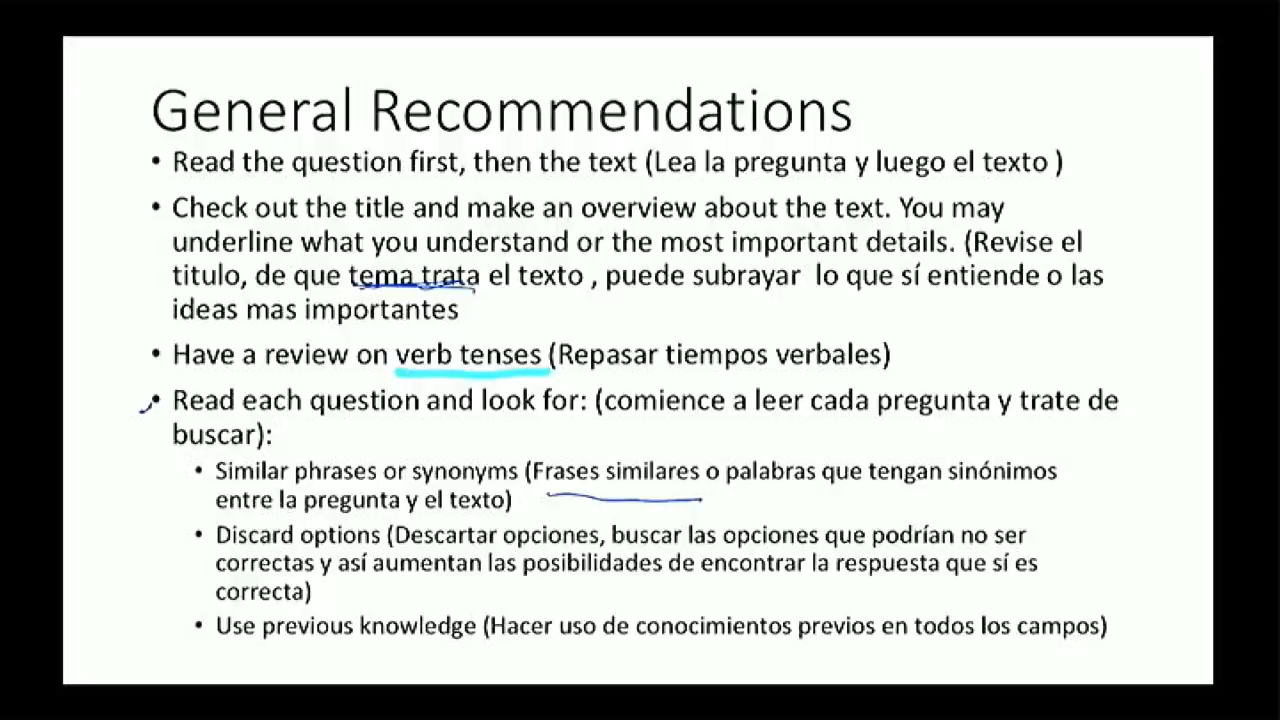 General Recommendations
• Read the question first, then the text (Lea la pregunta y luego el texto )
• Check out the title and make an overview about the text. You may
underline what you understand or the most important details. (Revise el
titulo, de que tema trata el texto , puede subrayar lo que sí entiende o las
ideas mas importantes
• Have a review on verb tenses (Repasar tiempos verbales)
• Read each question and look for: (comience a leer cada pregunta y trate de
buscar):
• Similar phrases or synonyms (Frases similares o palabras que tengan sinónimos
entre la pregunta y el texto)
• Discard options (Descartar opciones, buscar las opciones que podrían no ser
correctas y así aumentan las posibilidades de encontrar la respuesta que sí es
correcta)
• Use previous knowledge (Hacer uso de conocimientos previos en todos los campos)